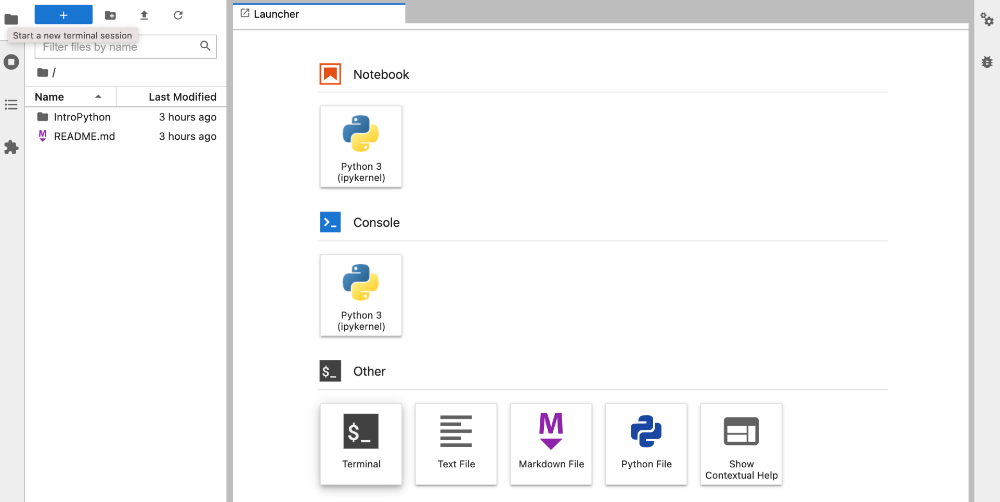 Launcher
Start a new terminal session
Filter files by name
/
Name
Last Modified
IntroPython
3 hours ago
README.md
3 hours ago
Notebook
Python 3
(ipykernel)
Console
Python 3
(ipykernel)
$_ Other
$_
Terminal
Text File
Markdown File
Python File
Show
Contextual Help